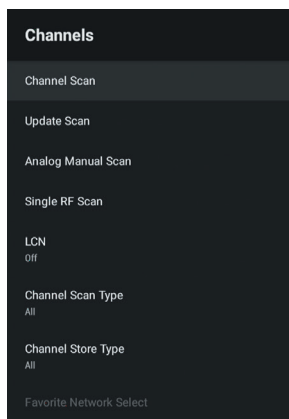 Channels
Channel Scan
Update Scan
Analog Manual Scan
Single RF Scan
LCN
Off
Channel Scan Type
All
Channel Store Type
All
Favorite Network Select